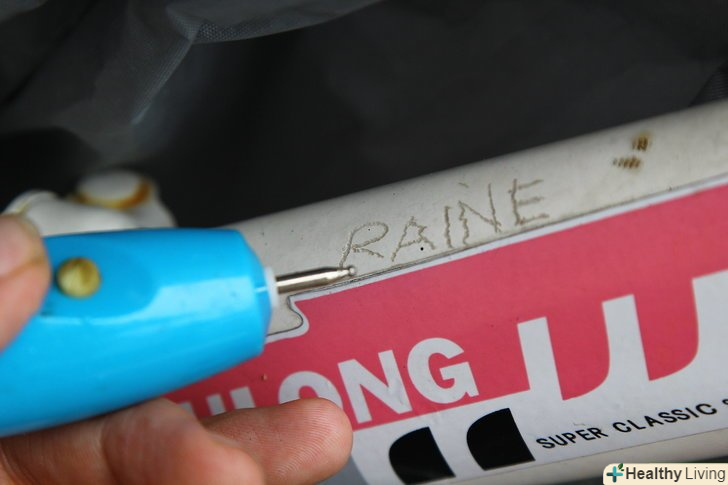 RAINE
LONG
SUPER CLASSIC
Healthy Living